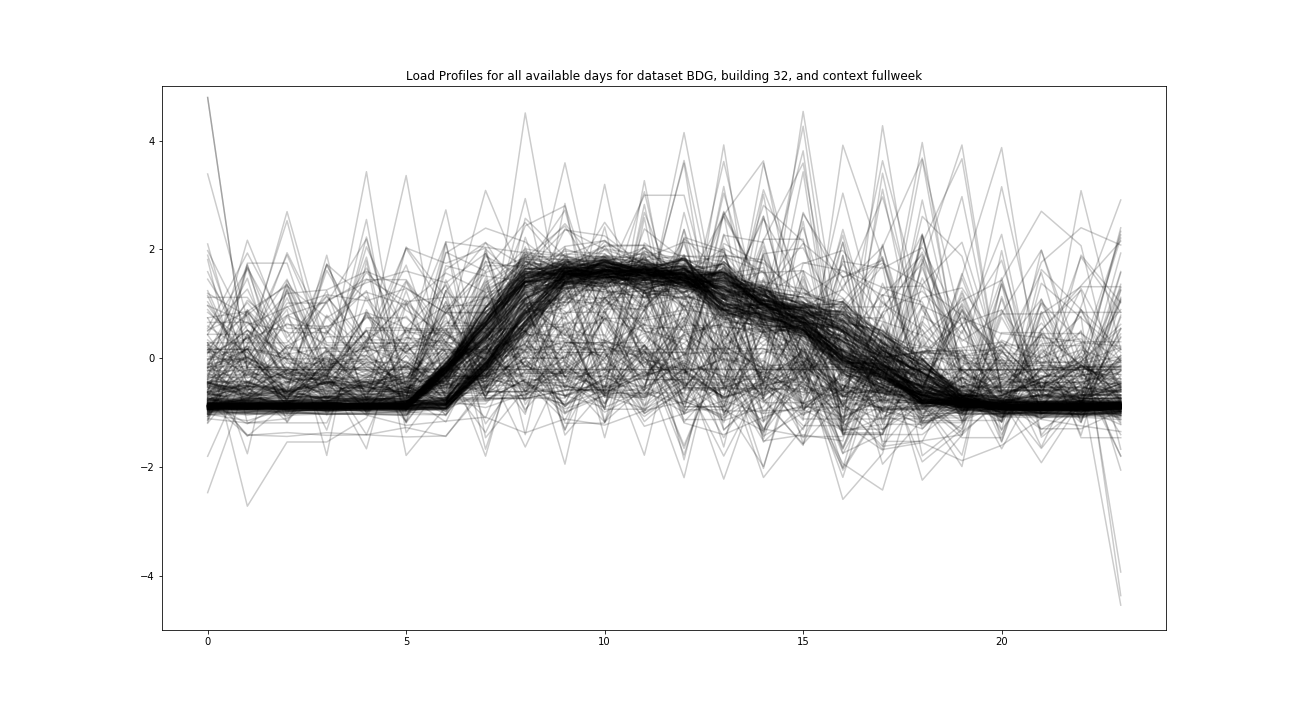 Load Profiles for all available days for dataset BDG, building 32, and context fullweek
4
2
0
−2
−4
0 5 10 15 20